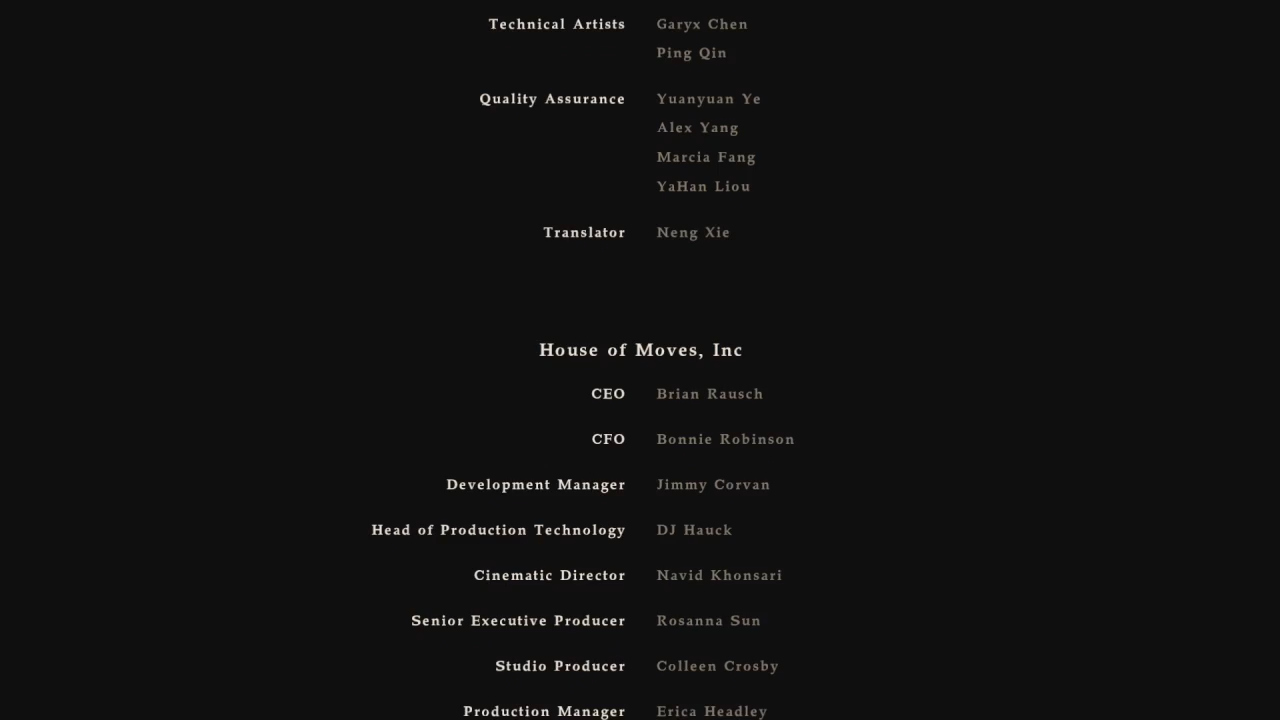 Technical Artists Garyx Chen
Ping Qin
Quality Assurance Yuanyuan Ye
Alex Yang
Marcia Fang
YaHan Liou
Translator Neng Xie
House of Moves, Inc
CEO Brian Rausch
CFO Bonnie Robinson
Development Manager Jimmy Corvan
Head of Production Technology DJ Hauck
Cinematic Director Navid Khonsari
Senior Executive Producer Rosanna Sun
Studio Producer Colleen Crosby
Production Manager Erica Headley